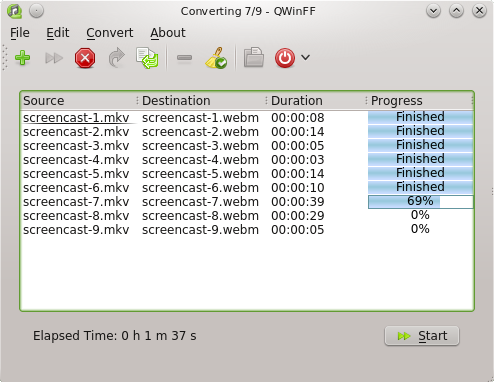 Converting 7/9 - QWinFF
File Edit Convert About
Source Destination Duration Progress
screencast-1.mkv screencast-1.webm 00:00:08 Finished
screencast-2.mkv screencast-2.webm 00:00:14 Finished
screencast-3.mkv screencast-3.webm 00:00:05 Finished
screencast-4.mkv screencast-4.webm 00:00:03 Finished
screencast-5.mkv screencast-5.webm 00:00:14 Finished
screencast-6.mkv screencast-6.webm 00:00:10 Finished
screencast-7.mkv screencast-7.webm 00:00:39 69%
screencast-8.mkv screencast-8.webm 00:00:29 0%
screencast-9.mkv screencast-9.webm 00:00:05 0%
Elapsed Time: 0 h 1 m 37 s Start